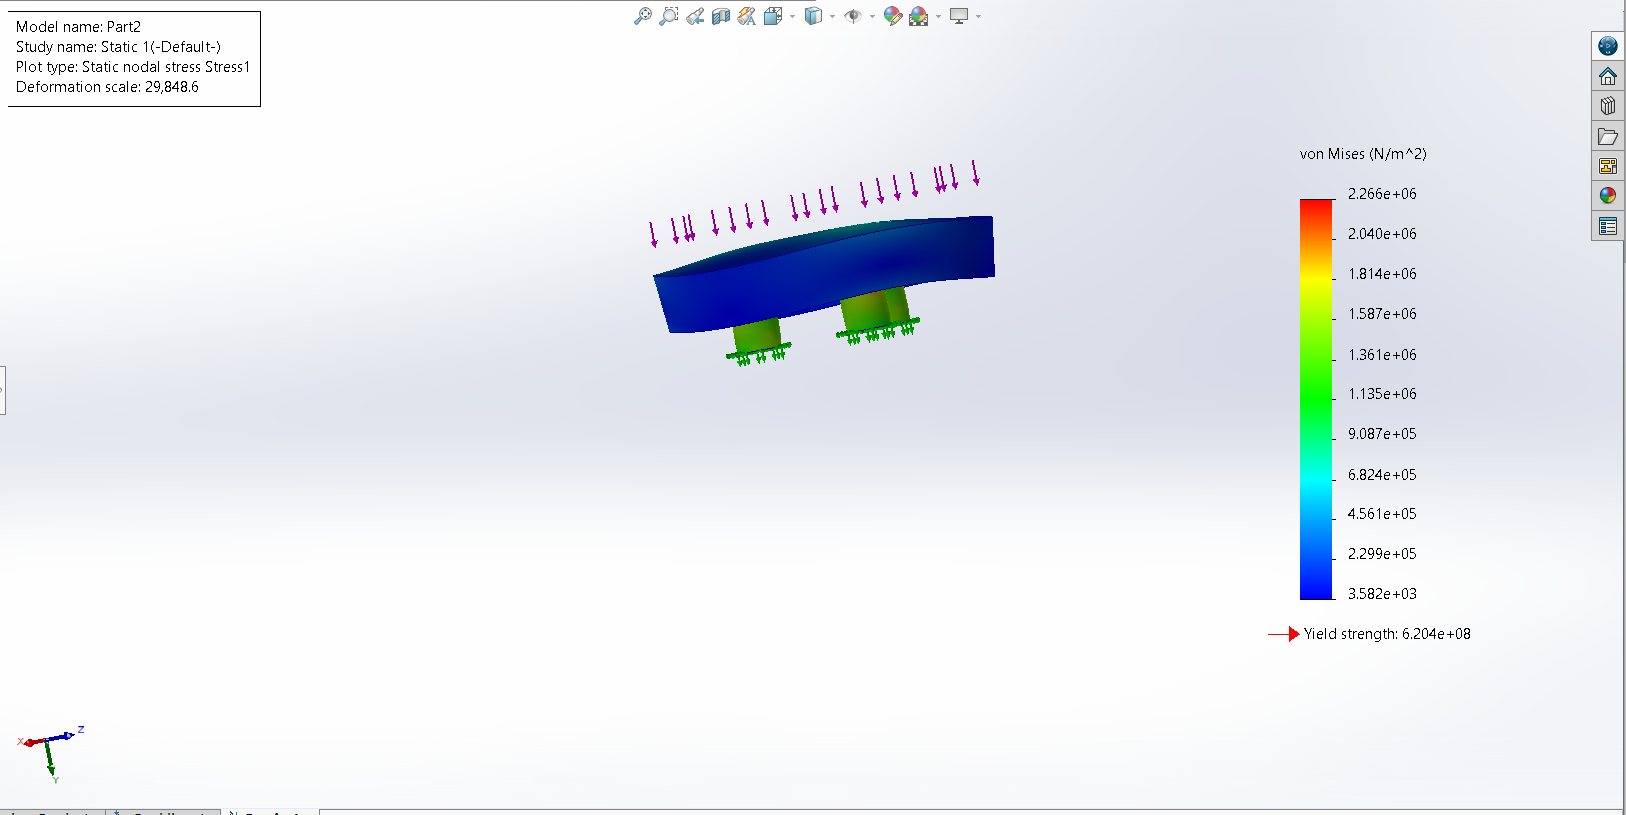 Model name: Part2
Study name: Static 1(-Default-)
Plot type: Static nodal stress Stress1
Deformation scale: 29,848.6
von Mises (N/m^2)
2.266e+06
2.040e+06
1.814e+06
1.587e+06
1.361e+06
1.135e+06
9.087e+05
6.824e+05
4.561e+05
2.299e+05
3.582e+03
Yield strength: 6.204e+08
X
Z
Y